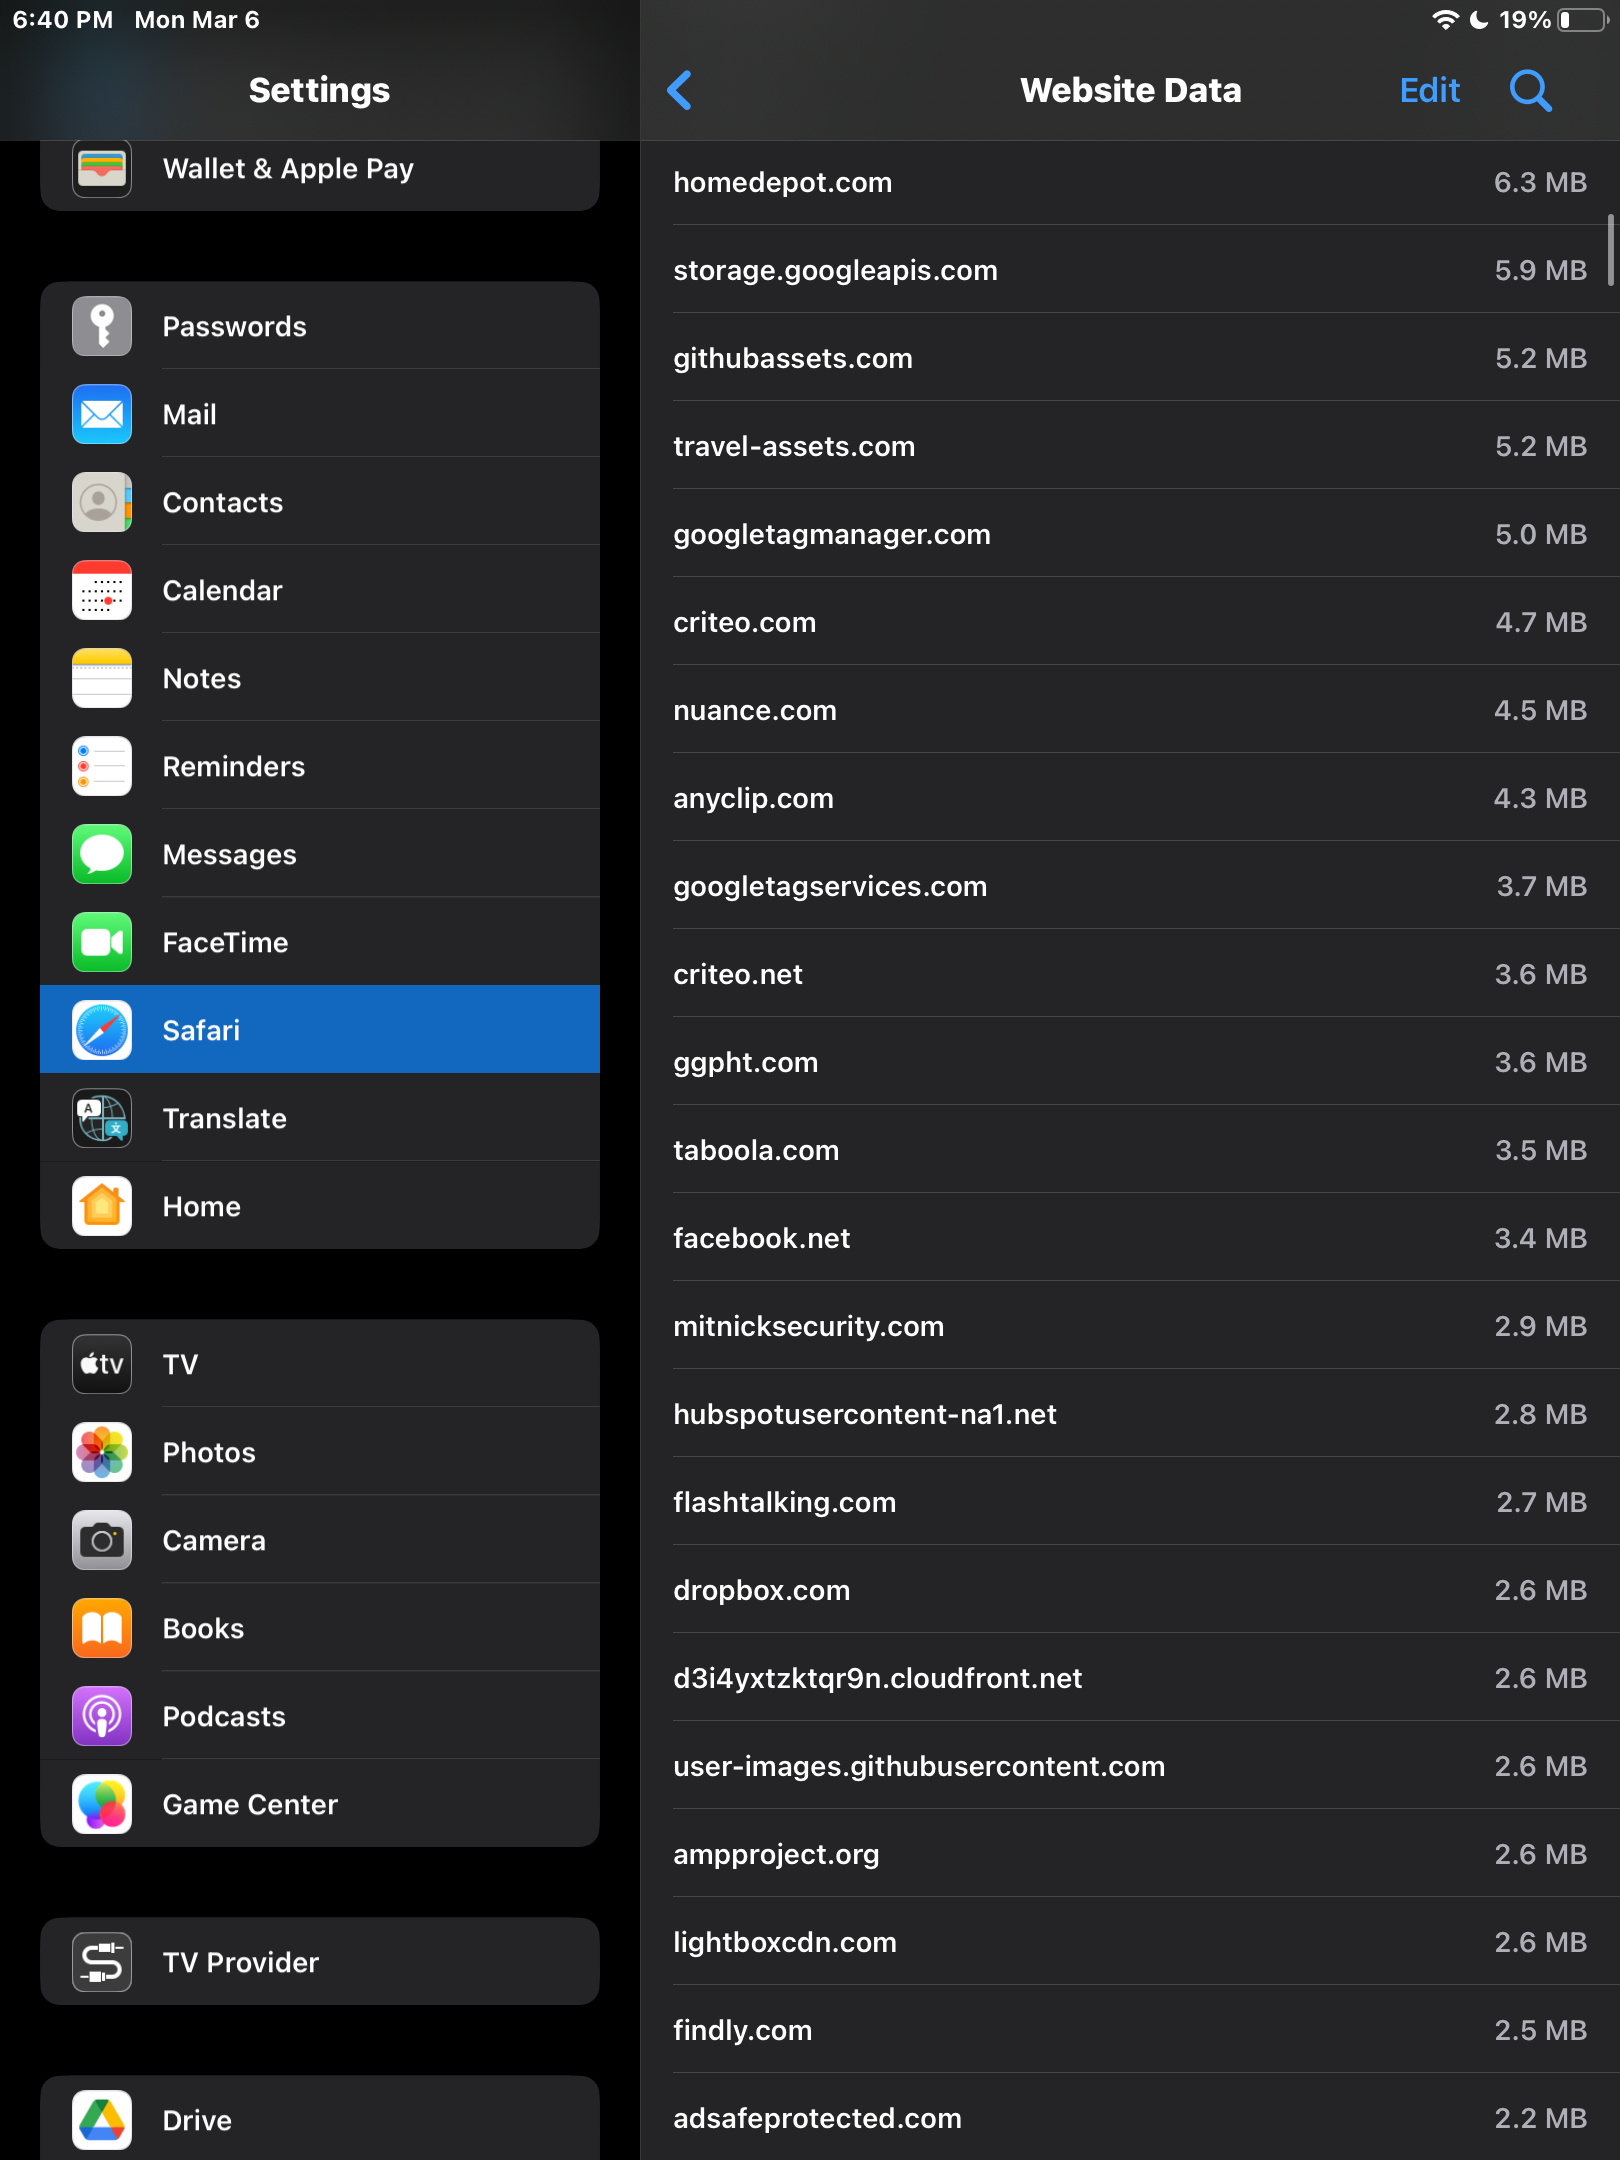 6:40 PM Mon Mar 6
19%
Settings
Wallet & Apple Pay
Passwords
Mail
Contacts
Calendar
Notes
Reminders
Messages
FaceTime
Safari
A
文
Translate
Home
tv
TV
Photos
Camera
Books
Podcasts
Game Center
TV Provider
Drive
Website Data
Edit
homedepot.com 6.3 MB
storage.googleapis.com 5.9 MB
githubassets.com 5.2 MB
travel-assets.com 5.2 MB
googletagmanager.com 5.0 MB
criteo.com 4.7 MB
nuance.com 4.5 MB
anyclip.com 4.3 MB
googletagservices.com 3.7 MB
criteo.net 3.6 MB
ggpht.com 3.6 MB
taboola.com 3.5 MB
facebook.net 3.4 MB
mitnicksecurity.com 2.9 MB
hubspotusercontent-na1.net 2.8 MB
flashtalking.com 2.7 MB
dropbox.com 2.6 MB
d3i4yxtzktqr9n.cloudfront.net 2.6 MB
user-images.githubusercontent.com 2.6 MB
ampproject.org 2.6 MB
lightboxcdn.com 2.6 MB
findly.com 2.5 MB
adsafeprotected.com 2.2 MB